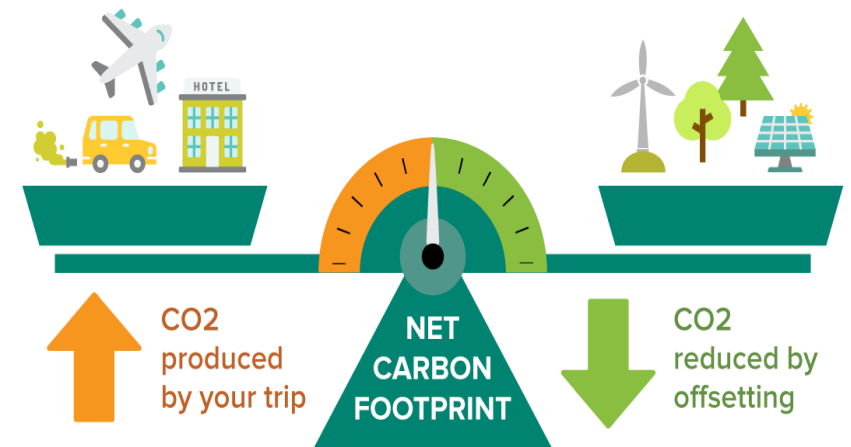 HOTEL
CO2
produced
by your trip
NET
CARBON
FOOTPRINT
CO2
reduced by
offsetting